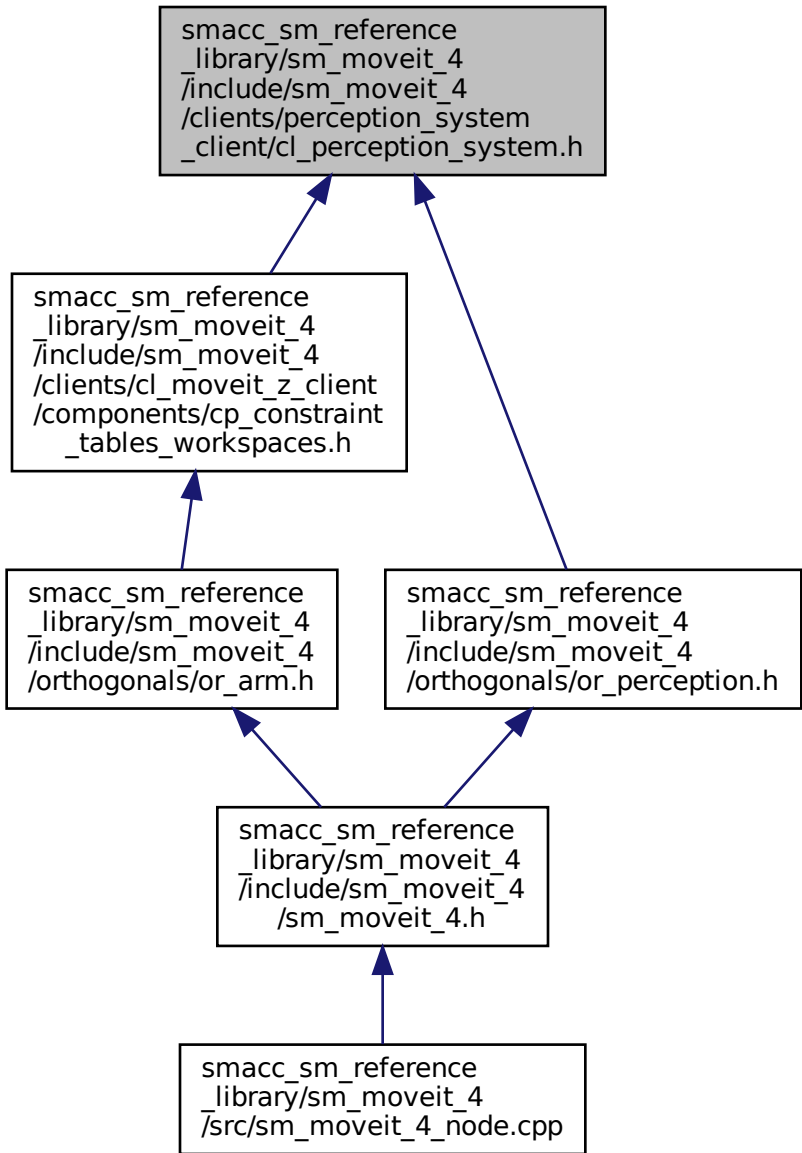 smacc_sm_reference
_library/sm_moveit_4
/include/sm_moveit_4
/clients/perception_system
_client/cl_perception_system.h
smacc_sm_reference
_library/sm_moveit_4
/include/sm_moveit_4
/clients/cl_moveit_z_client
/components/cp_constraint
_tables_workspaces.h
smacc_sm_reference
_library/sm_moveit_4
/include/sm_moveit_4
/orthogonals/or_arm.h
smacc_sm_reference
_library/sm_moveit_4
/include/sm_moveit_4
/orthogonals/or_perception.h
smacc_sm_reference
_library/sm_moveit_4
/include/sm_moveit_4
/sm_moveit_4.h
smacc_sm_reference
_library/sm_moveit_4
/src/sm_moveit_4_node.cpp